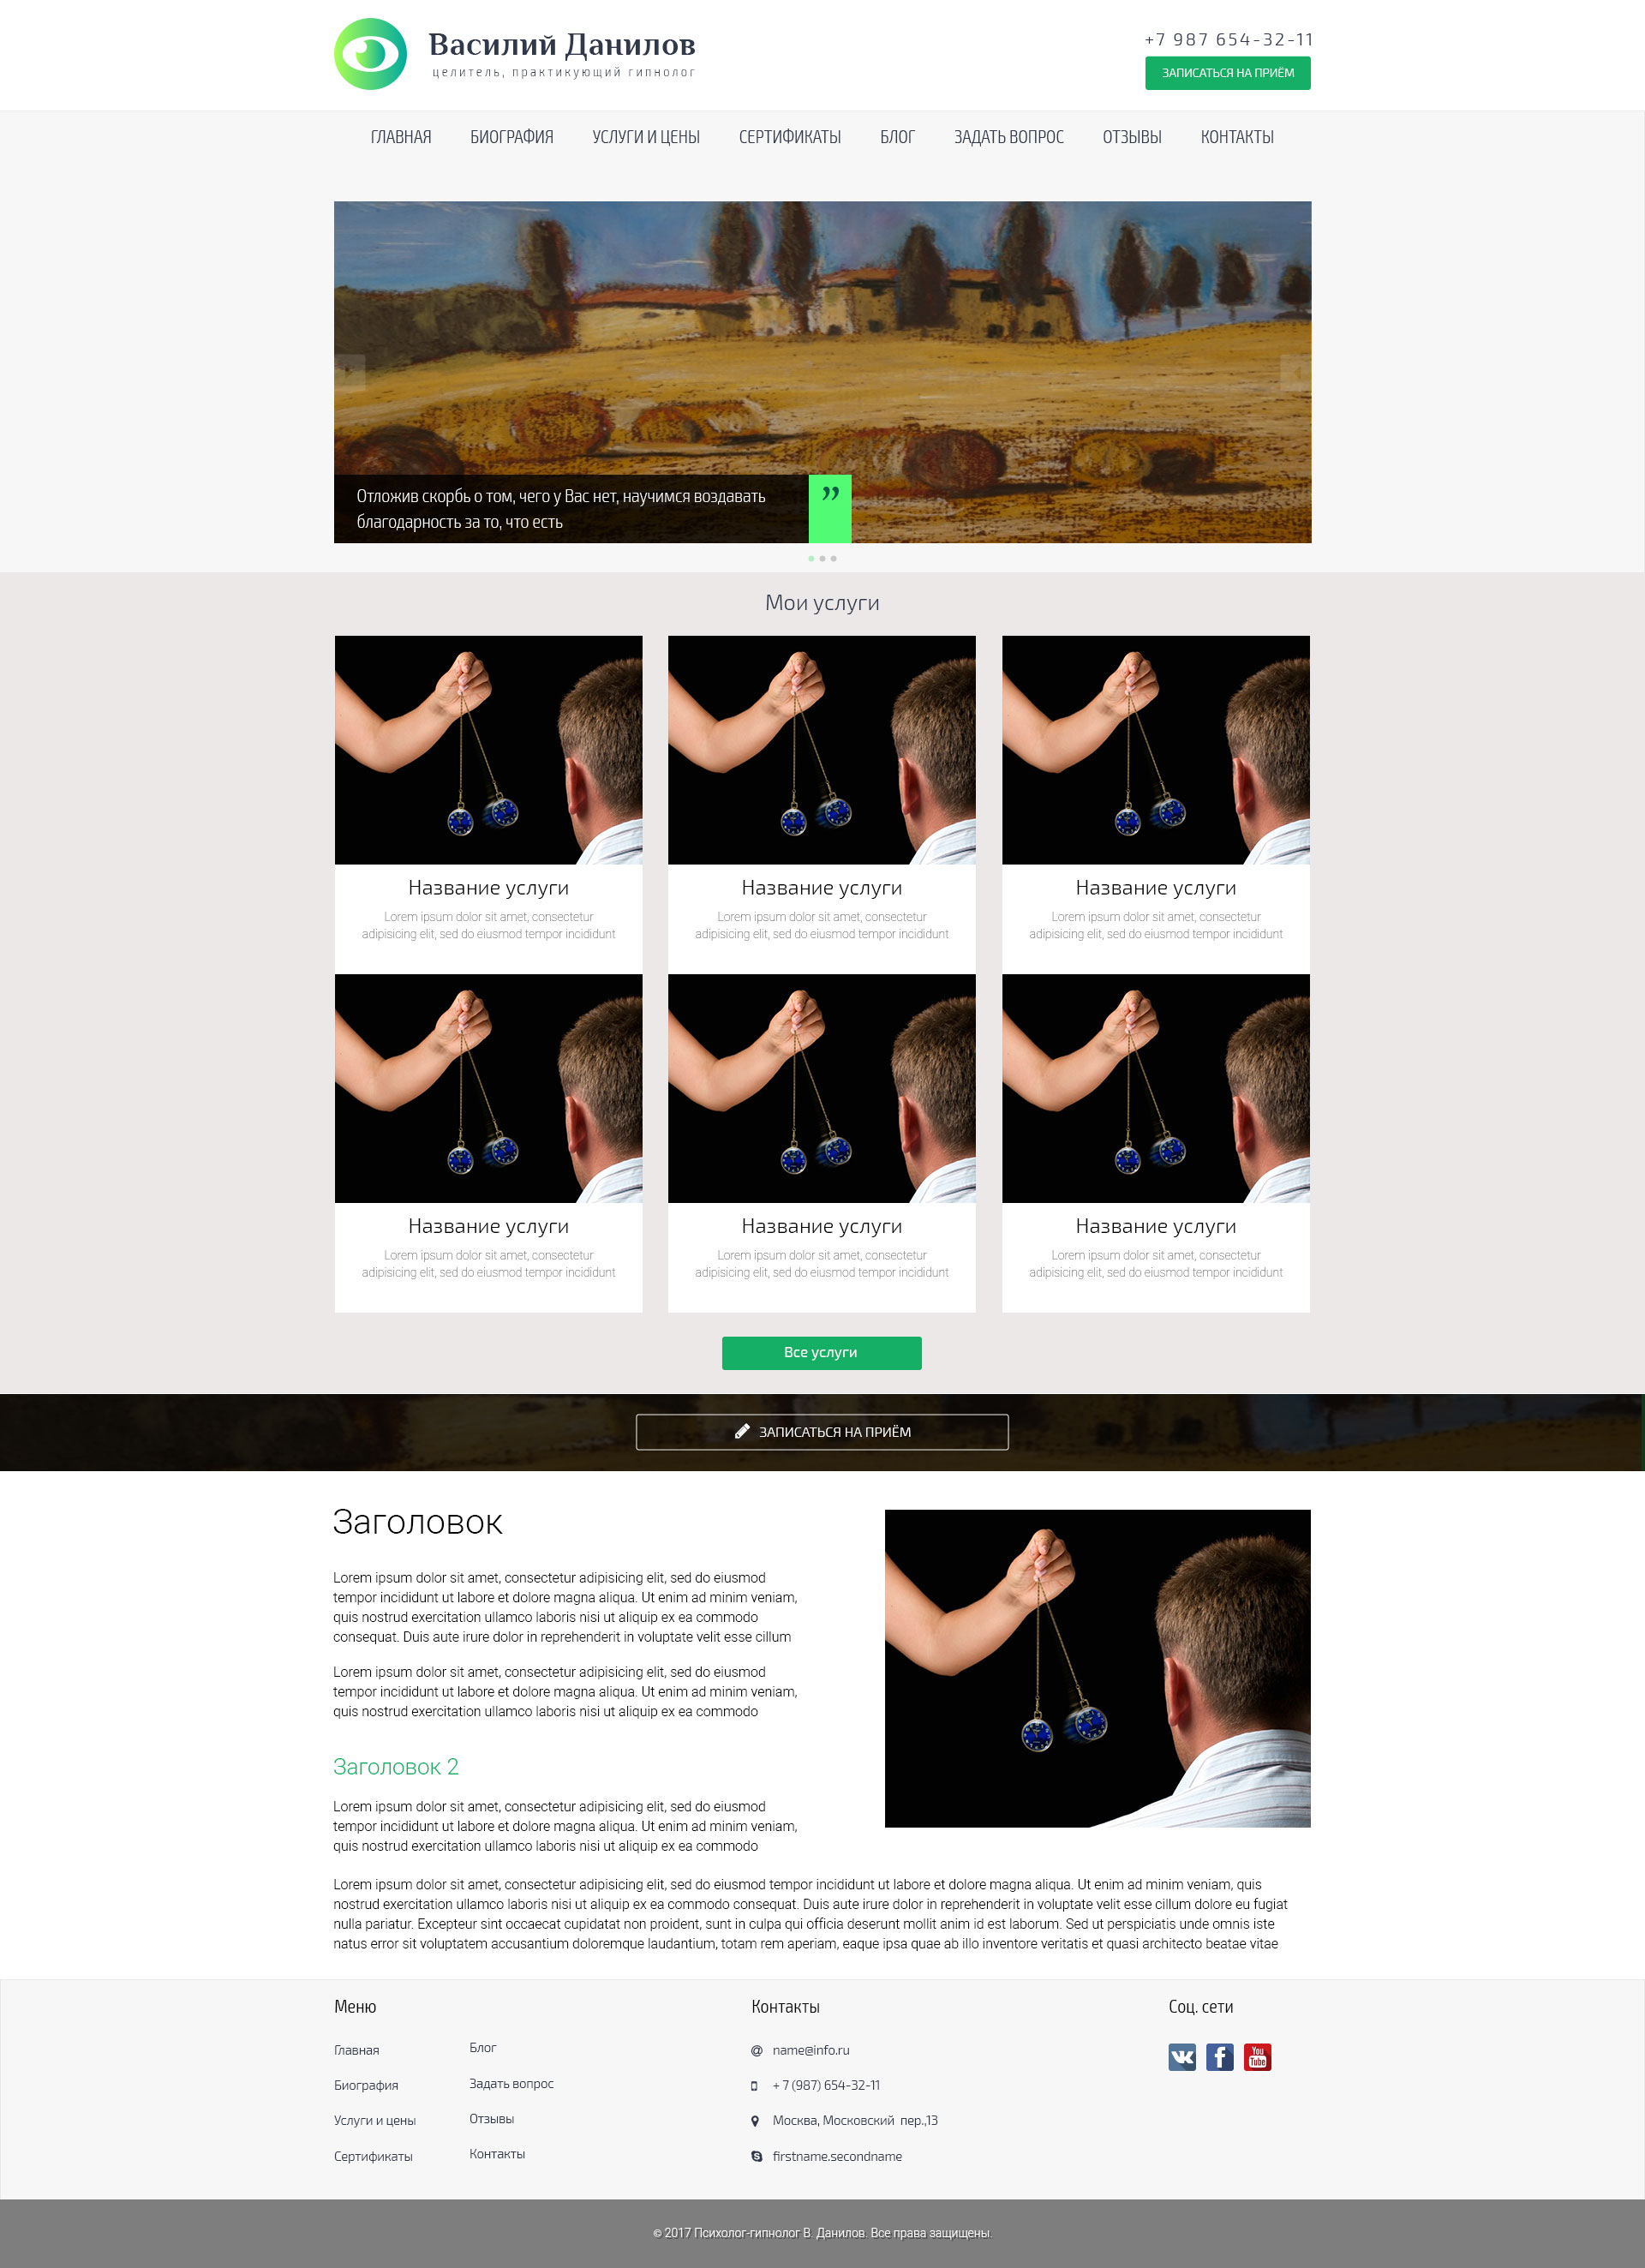 Василий Данилов
целитель, практикующий гипнолог
+7 987 654-32-11
ЗАПИСАТЬСЯ НА ПРИЁМ
ГЛАВНАЯ БИОГРАФИЯ УСЛУГИ И ЦЕНЫ СЕРТИФИКАТЫ БЛОГ ЗАДАТЬ ВОПРОС ОТЗЫВЫ КОНТАКТЫ
Отложив скорбь о том, чего у Вас нет, научимся воздавать
благодарность за то, что есть
”
Мои услуги
Название услуги
Lorem ipsum dolor sit amet, consectetur
adipisicing elit, sed do eiusmod tempor incididunt
Название услуги
Lorem ipsum dolor sit amet, consectetur
adipisicing elit, sed do eiusmod tempor incididunt
Название услуги
Lorem ipsum dolor sit amet, consectetur
adipisicing elit, sed do eiusmod tempor incididunt
Название услуги
Lorem ipsum dolor sit amet, consectetur
adipisicing elit, sed do eiusmod tempor incididunt
Название услуги
Lorem ipsum dolor sit amet, consectetur
adipisicing elit, sed do eiusmod tempor incididunt
Название услуги
Lorem ipsum dolor sit amet, consectetur
adipisicing elit, sed do eiusmod tempor incididunt
Все услуги
ЗАПИСАТЬСЯ НА ПРИЁМ
Заголовок
Lorem ipsum dolor sit amet, consectetur adipisicing elit, sed do eiusmod
tempor incididunt ut labore et dolore magna aliqua. Ut enim ad minim veniam,
quis nostrud exercitation ullamco laboris nisi ut aliquip ex ea commodo
consequat. Duis aute irure dolor in reprehenderit in voluptate velit esse cillum
Lorem ipsum dolor sit amet, consectetur adipisicing elit, sed do eiusmod
tempor incididunt ut labore et dolore magna aliqua. Ut enim ad minim veniam,
quis nostrud exercitation ullamco laboris nisi ut aliquip ex ea commodo
Заголовок 2
Lorem ipsum dolor sit amet, consectetur adipisicing elit, sed do eiusmod
tempor incididunt ut labore et dolore magna aliqua. Ut enim ad minim veniam,
quis nostrud exercitation ullamco laboris nisi ut aliquip ex ea commodo
Lorem ipsum dolor sit amet, consectetur adipisicing elit, sed do eiusmod tempor incididunt ut labore et dolore magna aliqua. Ut enim ad minim veniam, quis
nostrud exercitation ullamco laboris nisi ut aliquip ex ea commodo consequat. Duis aute irure dolor in reprehenderit in voluptate velit esse cillum dolore eu fugiat
nulla pariatur. Excepteur sint occaecat cupidatat non proident, sunt in culpa qui officia deserunt mollit anim id est laborum. Sed ut perspiciatis unde omnis iste
natus error sit voluptatem accusantium doloremque laudantium, totam rem aperiam, eaque ipsa quae ab illo inventore veritatis et quasi architecto beatae vitae
Меню
Главная
Биография
Услуги и цены
Сертификаты
Блог
Задать вопрос
Отзывы
Контакты
Контакты
name@info.ru
+ 7 (987) 654-32-11
Москва, Московский пер.,13
firstname.secondname
Соц. сети
You
Tube
© 2017 Психолог-гипнолог В. Данилов. Все права защищены.